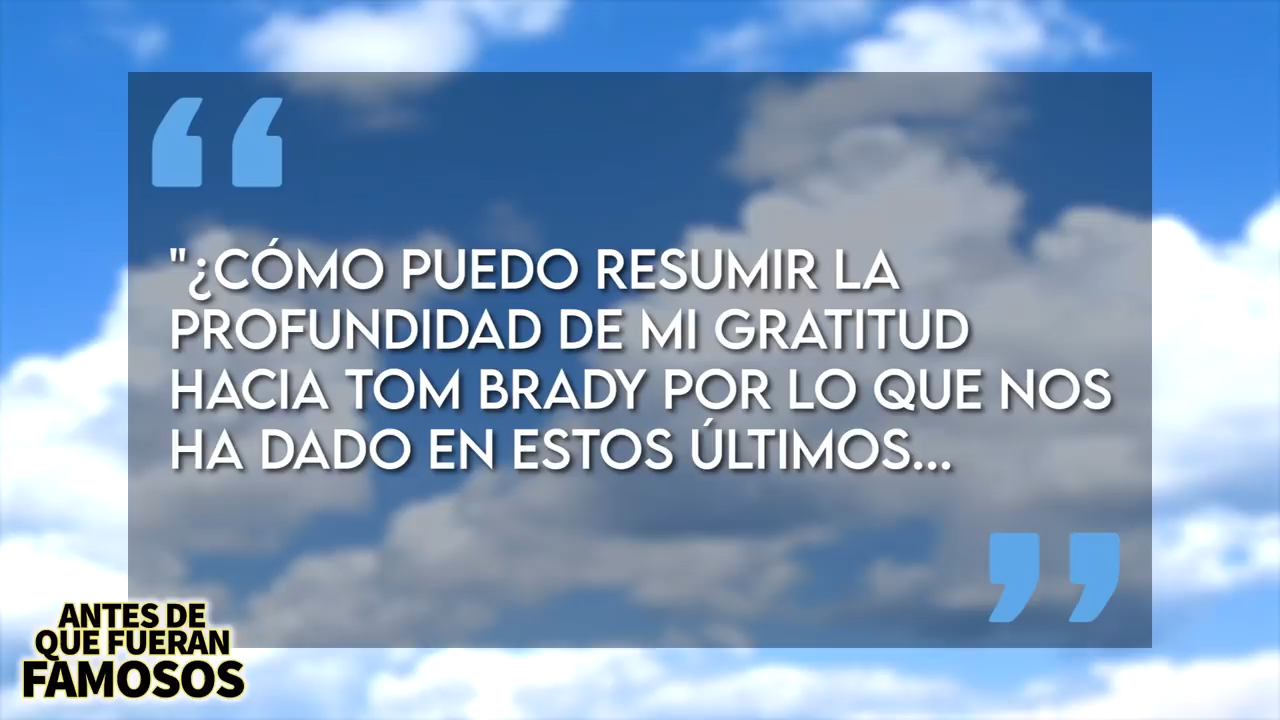 "¿CÓMO PUEDO RESUMIR LA
PROFUNDIDAD DE MI GRATITUD
HACIA TOM BRADY POR LO QUE NOS
HA DADO EN ESTOS ÚLTIMOS...
ANTES DE
QUE FUERAN
FAMOSOS